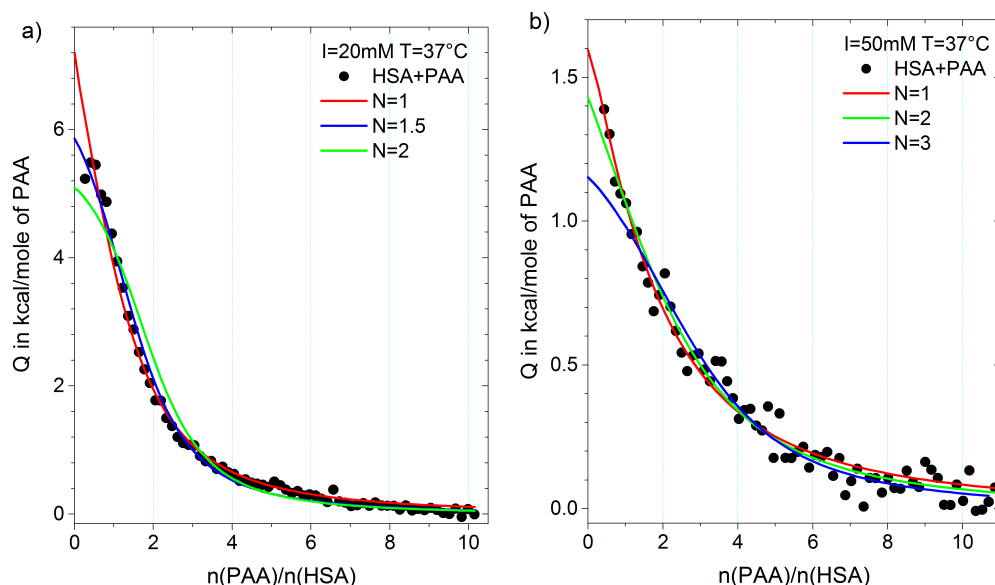 a)
I=20mM T=37°C
HSA+PAA
N=1
N=1.5
N=2
Q in kcal/mole of PAA
6
4
2
0
0 2 4 6 8 10
n(PAA)/n(HSA)
b)
I=50mM T=37°C
HSA+PAA
N=1
N=2
N=3
Q in kcal/mole of PAA
1.5
1.0
0.5
0.0
0 2 4 6 8 10
n(PAA)/n(HSA)